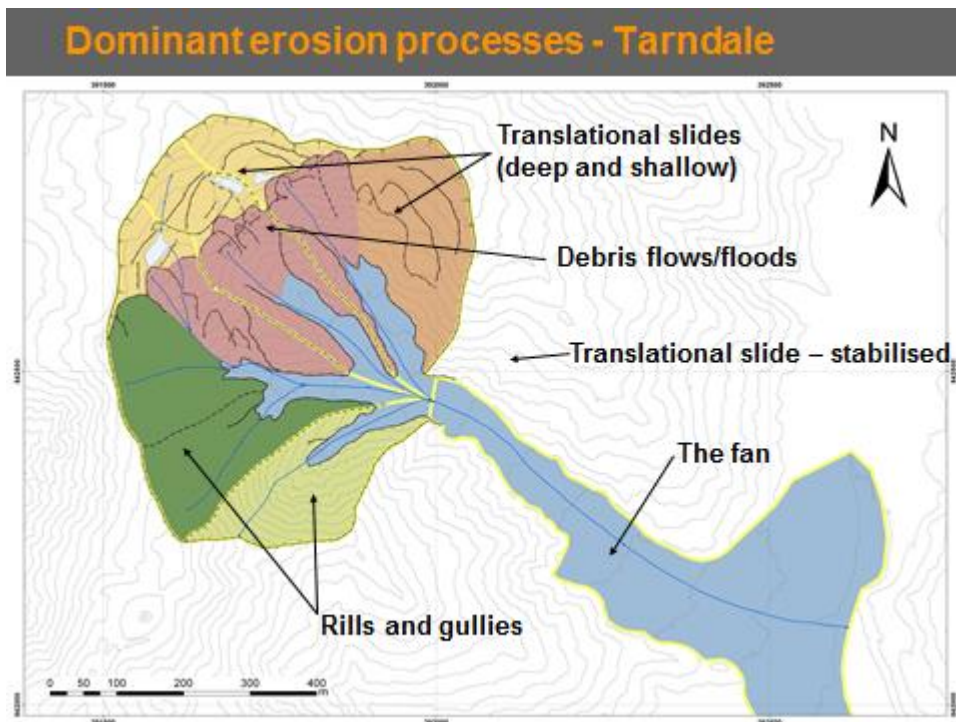 Dominant erosion processes - Tarndale
N
Translational slides
(deep and shallow)
Debris flows/floods
Translational slide – stabilised
The fan
Rills and gullies
0 50 100 200 300 400
m